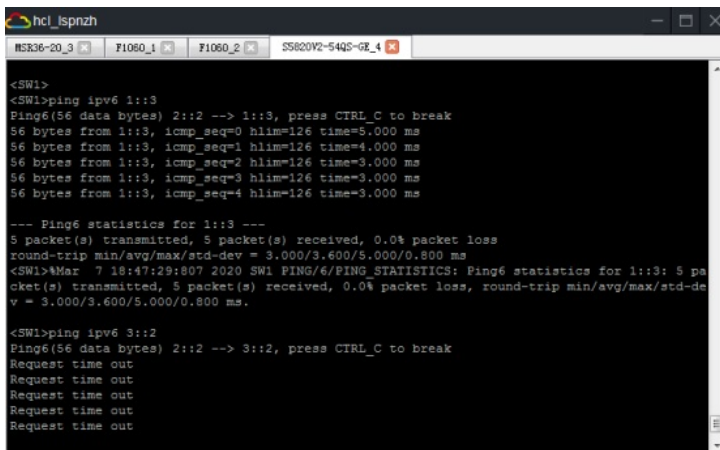 hcl_lspnzh
MSR36-20_3 F1060_1 F1060_2 S5820V2-54QS-GE_4
<SW1>
<SW1>ping ipv6 1::3
Ping6(56 data bytes) 2::2 --> 1::3, press CTRL_C to break
56 bytes from 1::3, icmp_seq=0 hlim=126 time=5.000 ms
56 bytes from 1::3, icmp_seq=1 hlim=126 time=4.000 ms
56 bytes from 1::3, icmp_seq=2 hlim=126 time=3.000 ms
56 bytes from 1::3, icmp_seq=3 hlim=126 time=3.000 ms
56 bytes from 1::3, icmp_seq=4 hlim=126 time=3.000 ms
--- Ping6 statistics for 1::3 ---
5 packet(s) transmitted, 5 packet(s) received, 0.0% packet loss
round-trip min/avg/max/std-dev = 3.000/3.600/5.000/0.800 ms
<SW1>%Mar  7 18:47:29:807 2020 SW1 PING/6/PING_STATISTICS: Ping6 statistics for 1::3: 5 pa
cket(s) transmitted, 5 packet(s) received, 0.0% packet loss, round-trip min/avg/max/std-de
v = 3.000/3.600/5.000/0.800 ms.
<SW1>ping ipv6 3::2
Ping6(56 data bytes) 2::2 --> 3::2, press CTRL_C to break
Request time out
Request time out
Request time out
Request time out
Request time out